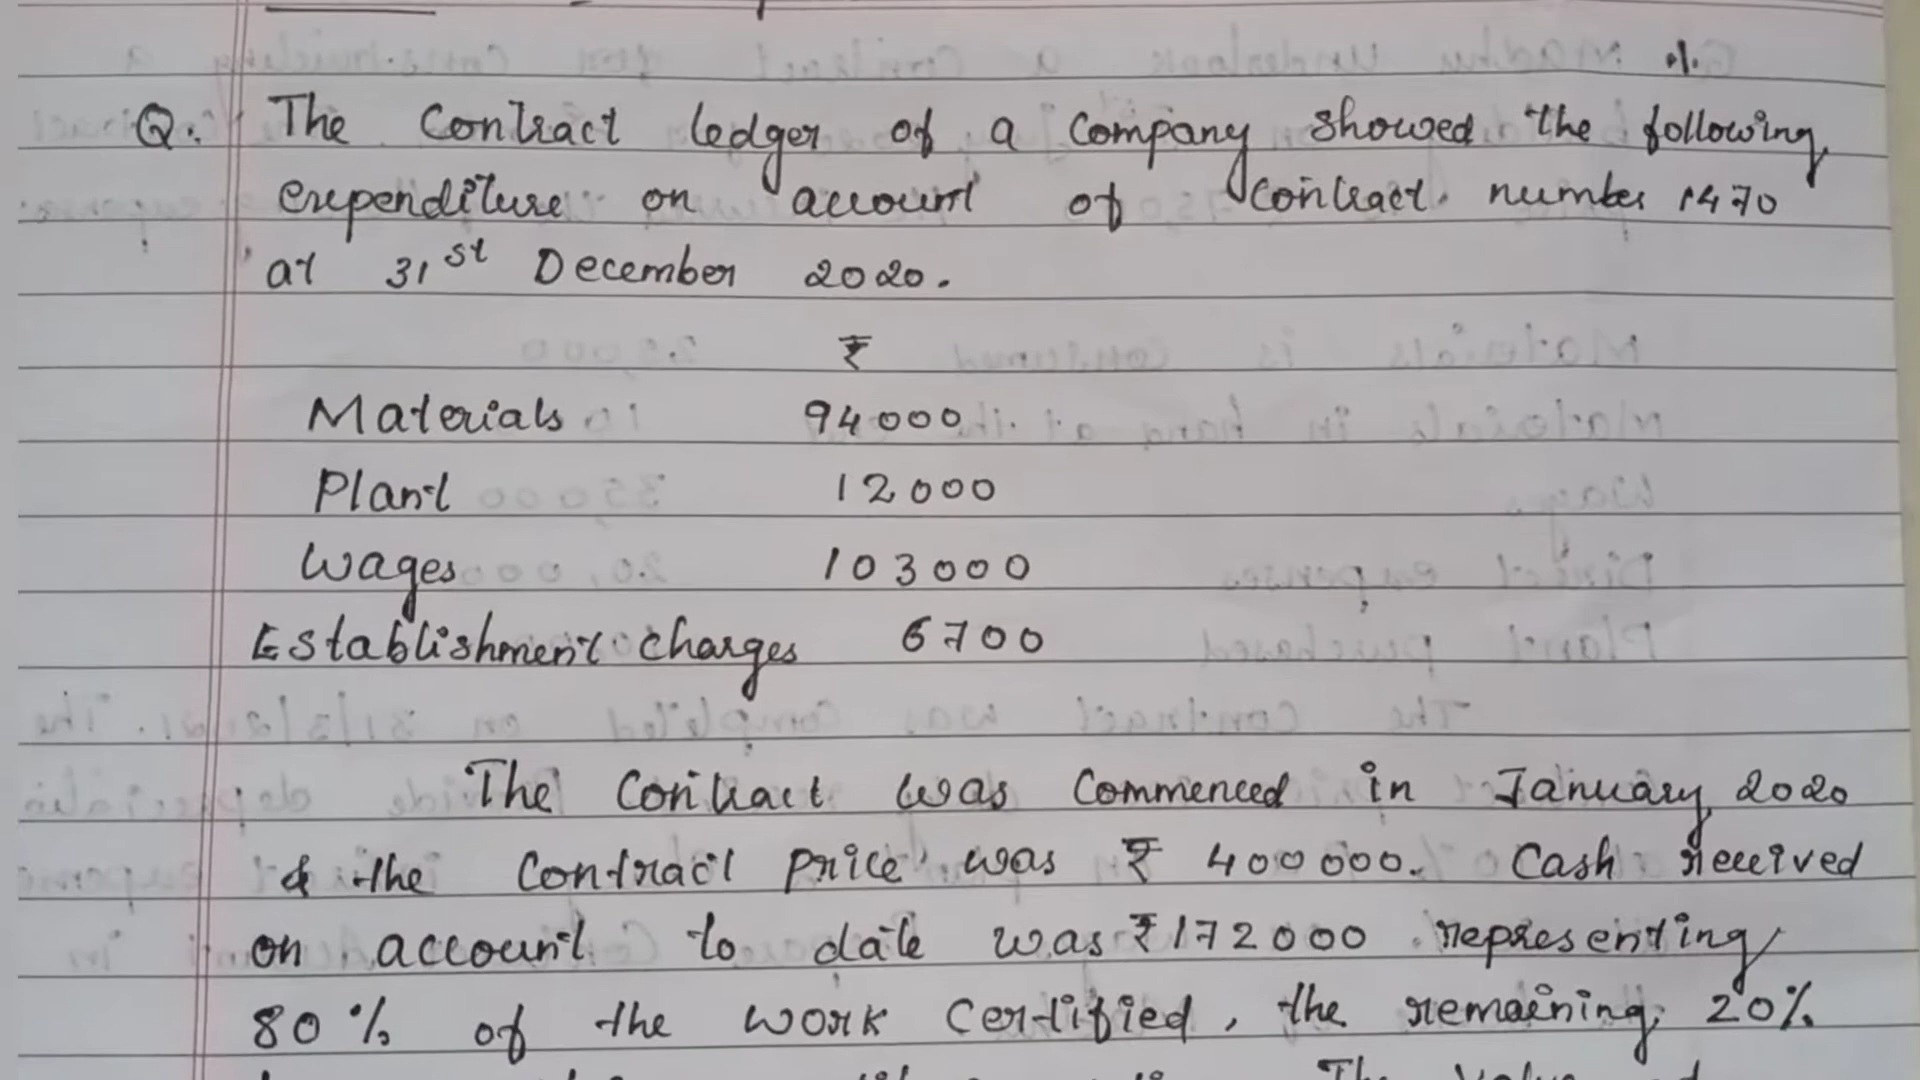 Q. The Contract ledger of a Company showed the following
expenditure on account of Contract number 1470
at 31st December 2020.
₹
Materials 94000
Plant 12000
Wages 103000
Establishment charges 6700
The Contract was Commenced in January 2020
& the Contract Price was ₹ 400000. Cash received
on account to date was ₹172000 representing
80% of the work Certified, the remaining 20%